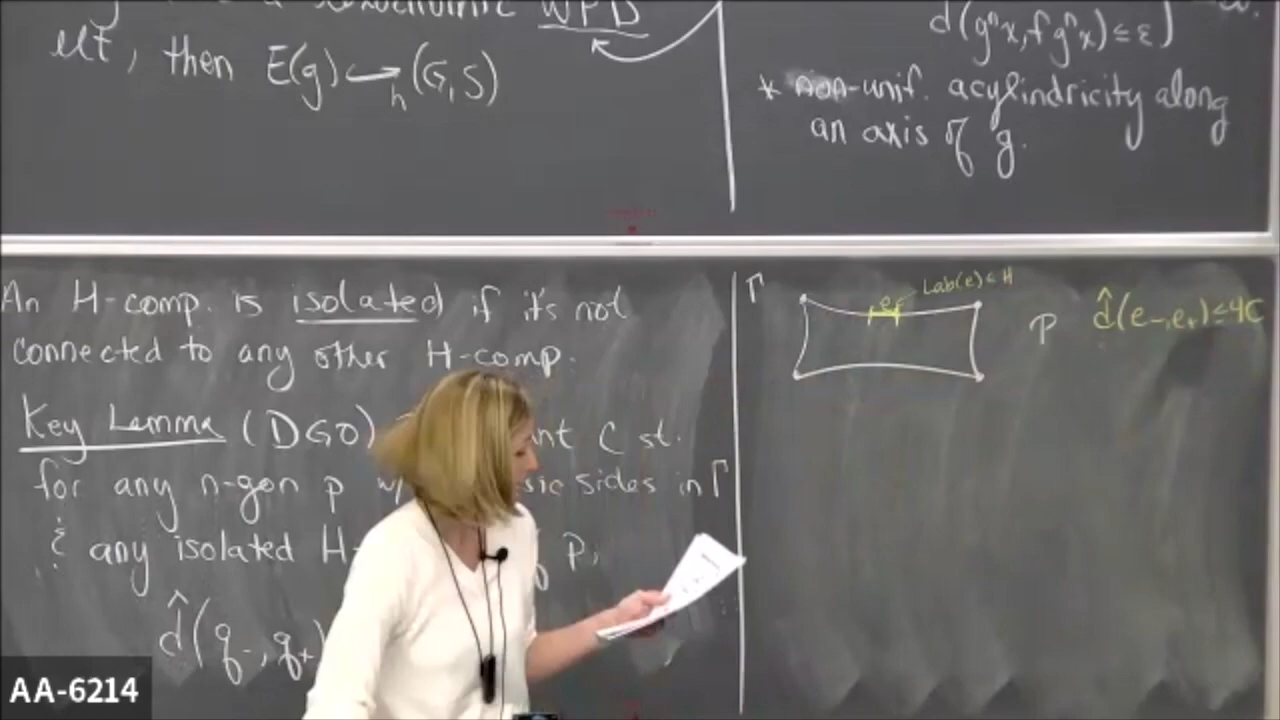 WPD
elt, then E(g) ↪h (G,S)
d(gⁿx, f gⁿx) ≤ ε}
* non-unif. acylindricity along
an axis of g.
An H-comp. is isolated if it's not
connected to any other H-comp.
Key Lemma (DGO) C st.
for any n-gon p sides in Γ
& any isolated H- P,
d̂(q₋, q₊)
Γ
e
Lab(e) ∈ H
P d̂(e₋, e₊) ≤ 4C
AA-6214